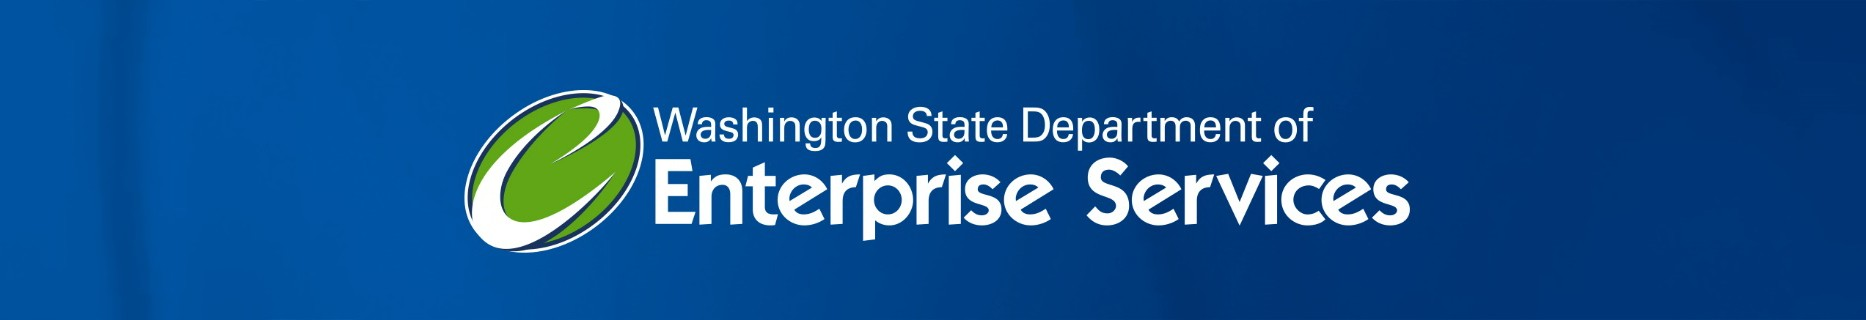 Washington State Department of
Enterprise Services